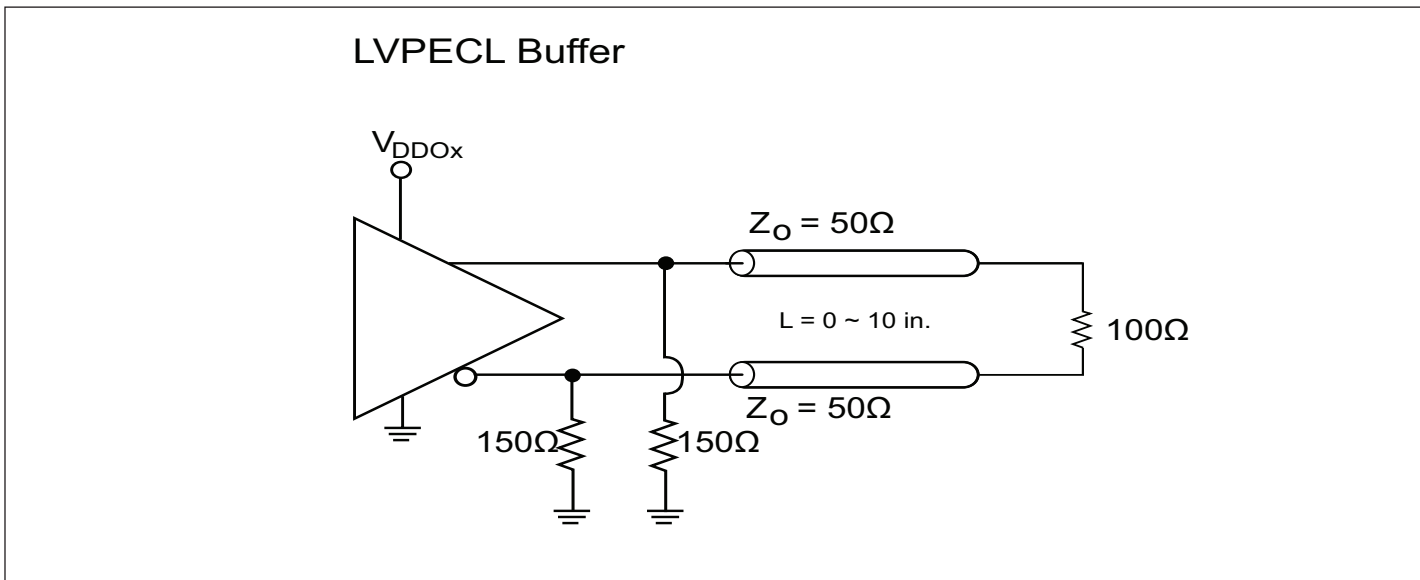 LVPECL Buffer
VDDOx
Zo = 50Ω
L = 0 ~ 10 in.
100Ω
Zo = 50Ω
150Ω
150Ω